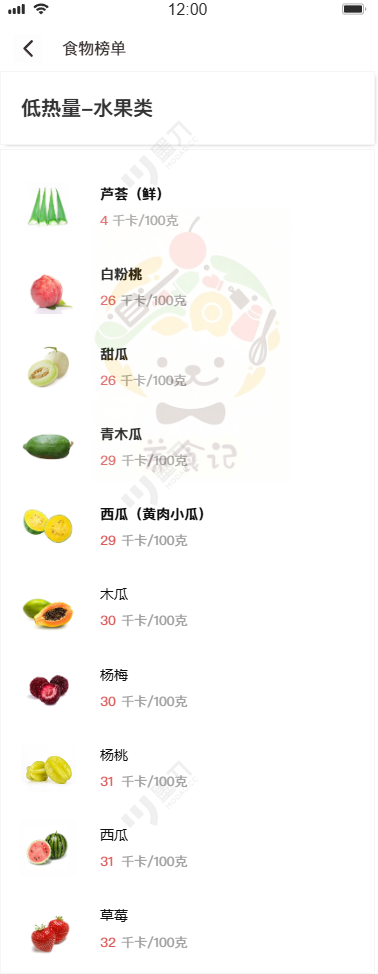 12:00
食物榜单
低热量–水果类
芦荟（鲜）
4 千卡/100克
白粉桃
26 千卡/100克
甜瓜
26 千卡/100克
青木瓜
29 千卡/100克
西瓜（黄肉小瓜）
29 千卡/100克
木瓜
30 千卡/100克
杨梅
30 千卡/100克
杨桃
31 千卡/100克
西瓜
31 千卡/100克
草莓
32 千卡/100克